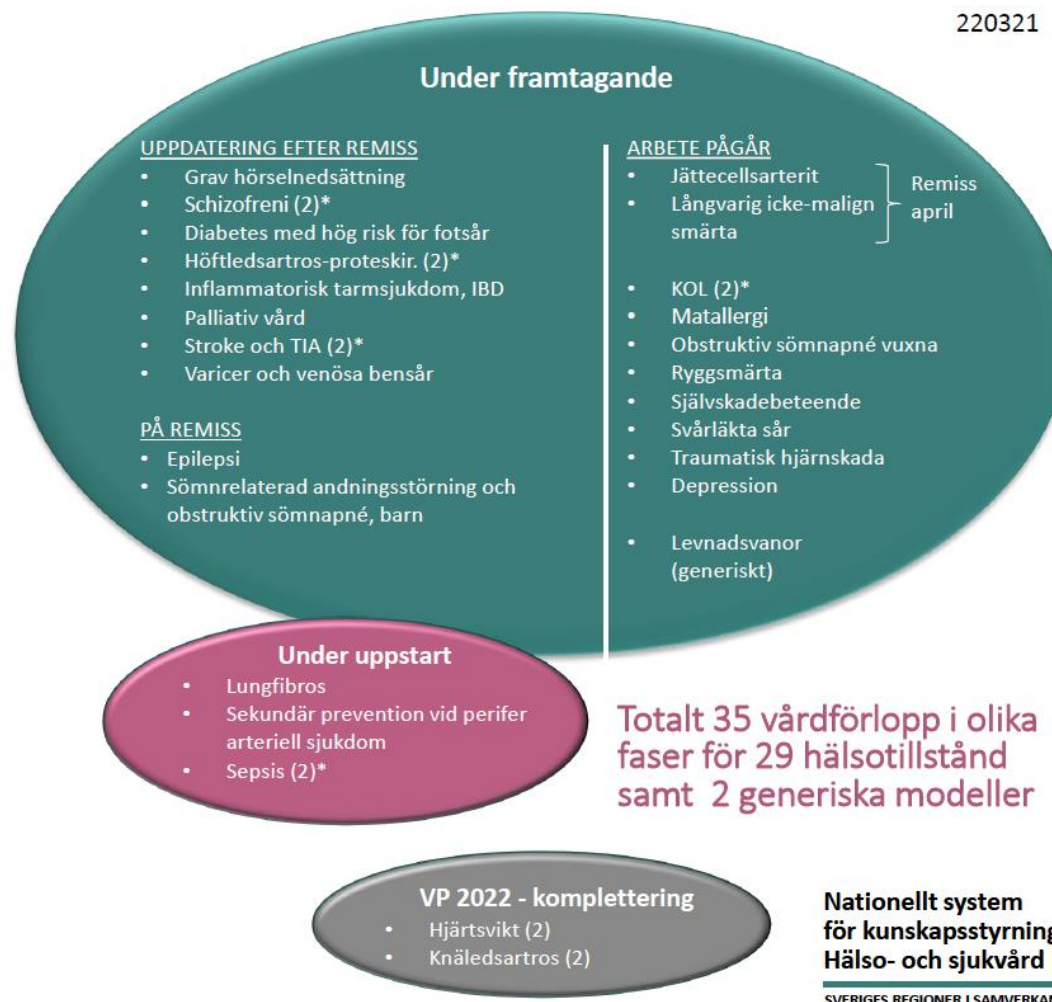 220321
Under framtagande
UPPDATERING EFTER REMISS
• Grav hörselnedsättning
• Schizofreni (2)*
• Diabetes med hög risk för fotsår
• Höftledsartros-proteskir. (2)*
• Inflammatorisk tarmsjukdom, IBD
• Palliativ vård
• Stroke och TIA (2)*
• Varicer och venösa bensår
PÅ REMISS
• Epilepsi
• Sömnrelaterad andningsstörning och
obstruktiv sömnapné, barn
ARBETE PÅGÅR
• Jättecellsarterit
• Långvarig icke-malign
smärta
Remiss
april
• KOL (2)*
• Matallergi
• Obstruktiv sömnapné vuxna
• Ryggsmärta
• Självskadebeteende
• Svårläkta sår
• Traumatisk hjärnskada
• Depression
• Levnadsvanor
(generiskt)
Under uppstart
• Lungfibros
• Sekundär prevention vid perifer
arteriell sjukdom
• Sepsis (2)*
Totalt 35 vårdförlopp i olika
faser för 29 hälsotillstånd
samt 2 generiska modeller
VP 2022 - komplettering
• Hjärtsvikt (2)
• Knäledsartros (2)
Nationellt system
för kunskapsstyrning
Hälso- och sjukvård
SVERIGES REGIONER I SAMVERKAN